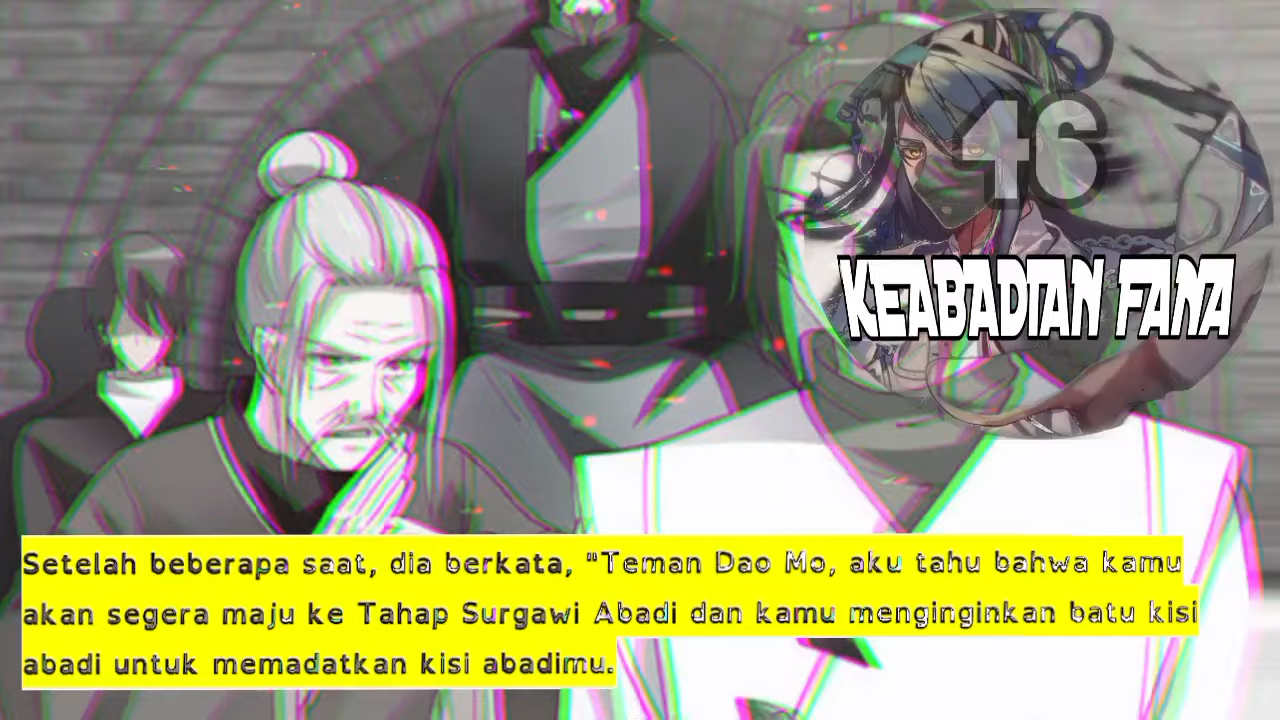 46
KEABADIAN FANA
Setelah beberapa saat, dia berkata, "Teman Dao Mo, aku tahu bahwa kamu
akan segera maju ke Tahap Surgawi Abadi dan kamu menginginkan batu kisi
abadi untuk memadatkan kisi abadimu.